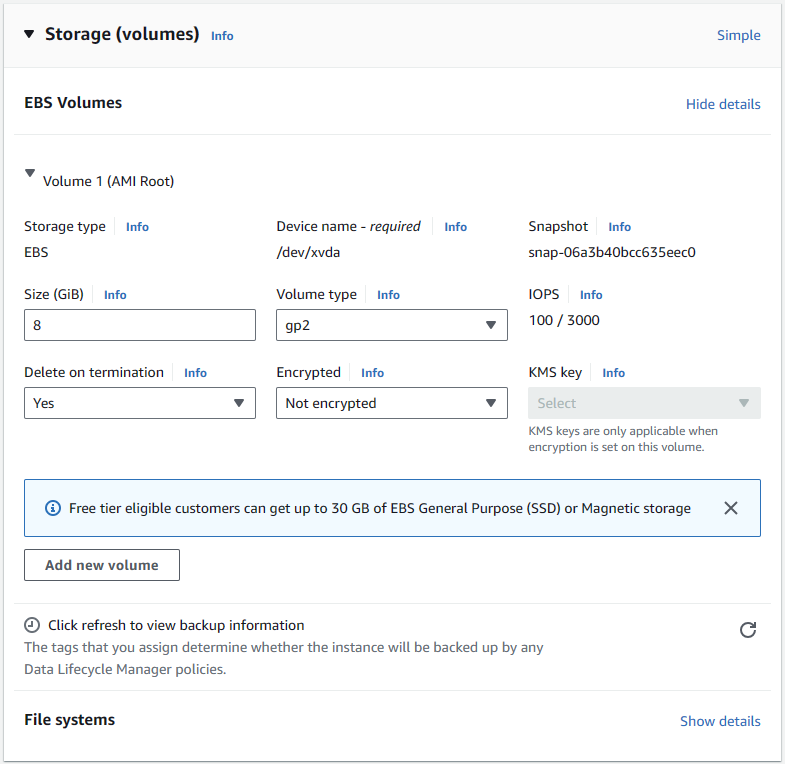 Storage (volumes) Info Simple
EBS Volumes Hide details
Volume 1 (AMI Root)
Storage type Info Device name - required Info Snapshot Info
EBS /dev/xvda snap-06a3b40bcc635eec0
Size (GiB) Info Volume type Info IOPS Info
8 gp2 100 / 3000
Delete on termination Info Encrypted Info KMS key Info
Yes Not encrypted Select
KMS keys are only applicable when
encryption is set on this volume.
Free tier eligible customers can get up to 30 GB of EBS General Purpose (SSD) or Magnetic storage
Add new volume
Click refresh to view backup information
The tags that you assign determine whether the instance will be backed up by any
Data Lifecycle Manager policies.
File systems Show details